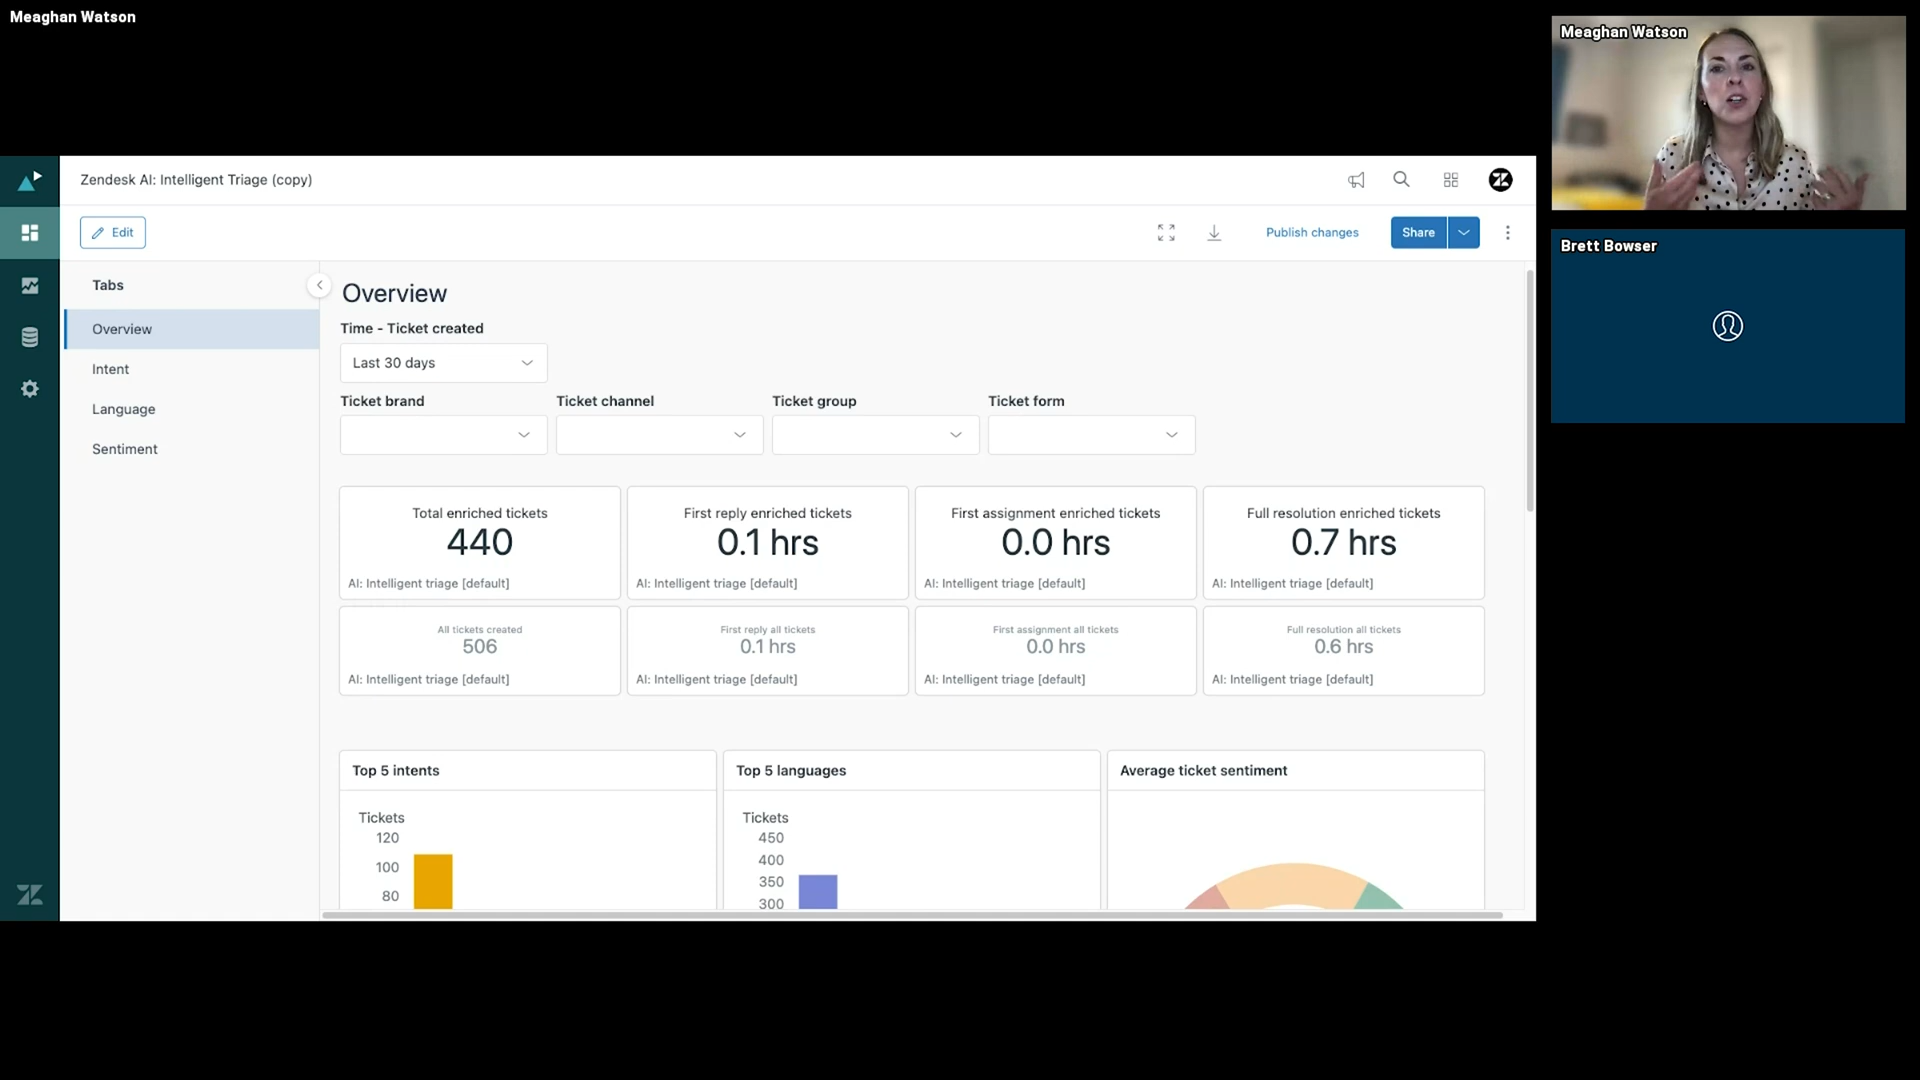 Meaghan Watson
Meaghan Watson
Brett Bowser
Zendesk AI: Intelligent Triage (copy)
Edit
Publish changes
Share
Tabs
Overview
Intent
Language
Sentiment
Overview
Time - Ticket created
Last 30 days
Ticket brand
Ticket channel
Ticket group
Ticket form
Total enriched tickets
440
AI: Intelligent triage [default]
First reply enriched tickets
0.1 hrs
AI: Intelligent triage [default]
First assignment enriched tickets
0.0 hrs
AI: Intelligent triage [default]
Full resolution enriched tickets
0.7 hrs
AI: Intelligent triage [default]
All tickets created
506
AI: Intelligent triage [default]
First reply all tickets
0.1 hrs
AI: Intelligent triage [default]
First assignment all tickets
0.0 hrs
AI: Intelligent triage [default]
Full resolution all tickets
0.6 hrs
AI: Intelligent triage [default]
Top 5 intents
Tickets
120
100
80
Top 5 languages
Tickets
450
400
350
300
Average ticket sentiment